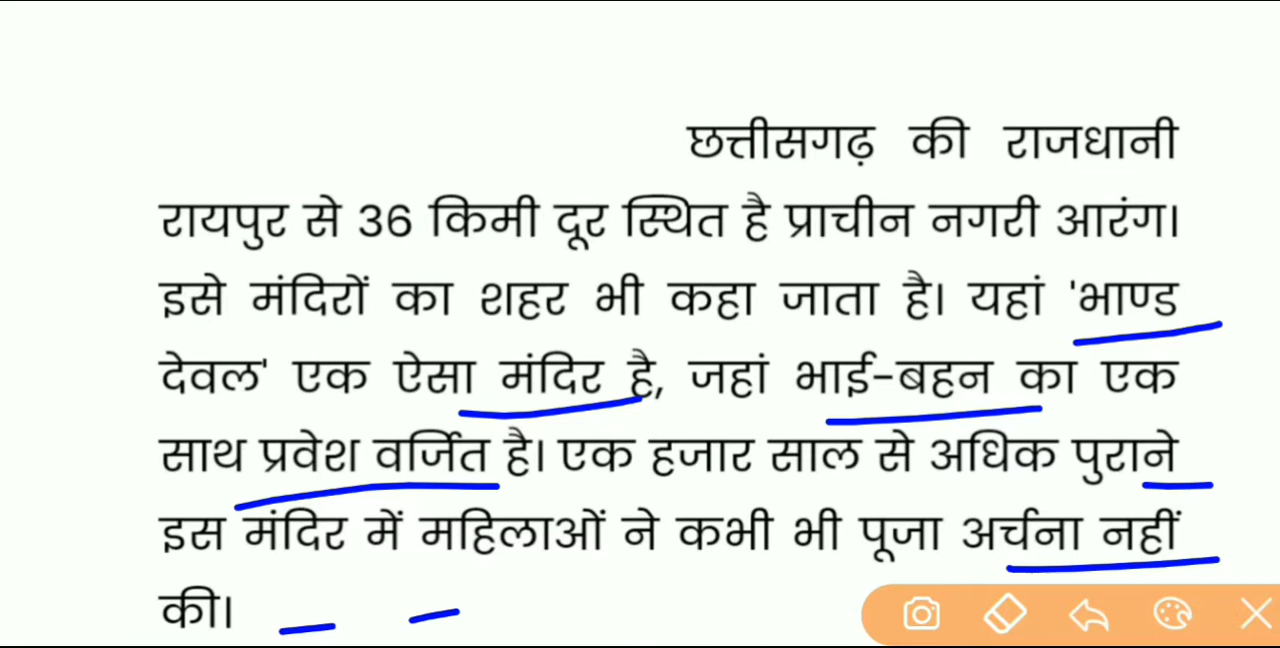 छत्तीसगढ़ की राजधानी
रायपुर से 36 किमी दूर स्थित है प्राचीन नगरी आरंग।
इसे मंदिरों का शहर भी कहा जाता है। यहां 'भाण्ड
देवल' एक ऐसा मंदिर है, जहां भाई-बहन का एक
साथ प्रवेश वर्जित है। एक हजार साल से अधिक पुराने
इस मंदिर में महिलाओं ने कभी भी पूजा अर्चना नहीं
की।